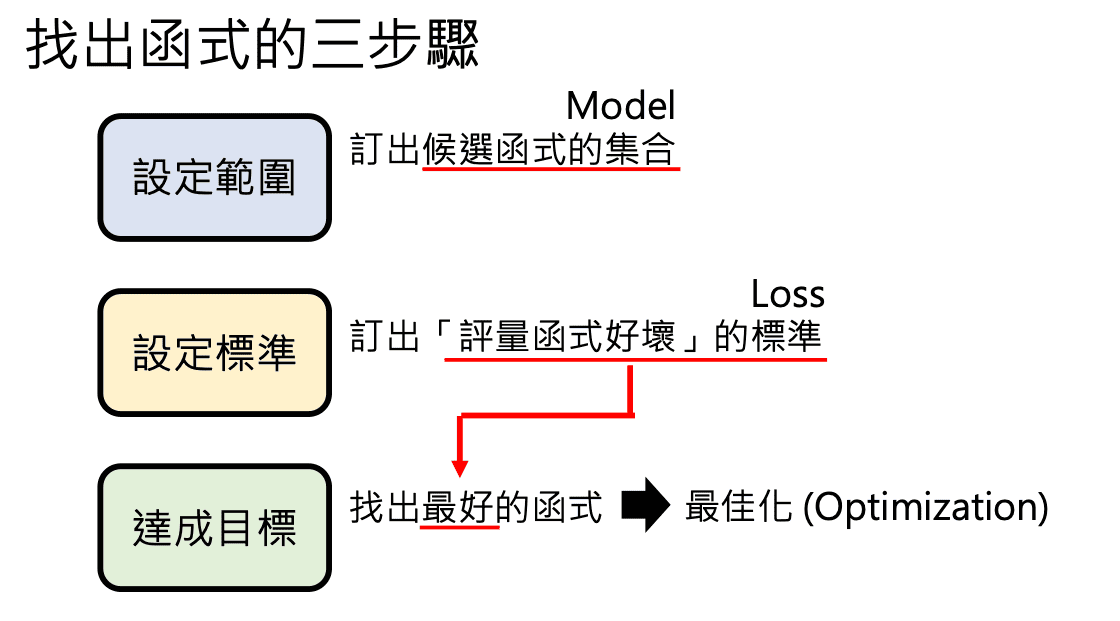 找出函式的三步驟
Model
設定範圍
訂出候選函式的集合
Loss
設定標準
訂出「評量函式好壞」的標準
達成目標
找出最好的函式
最佳化 (Optimization)